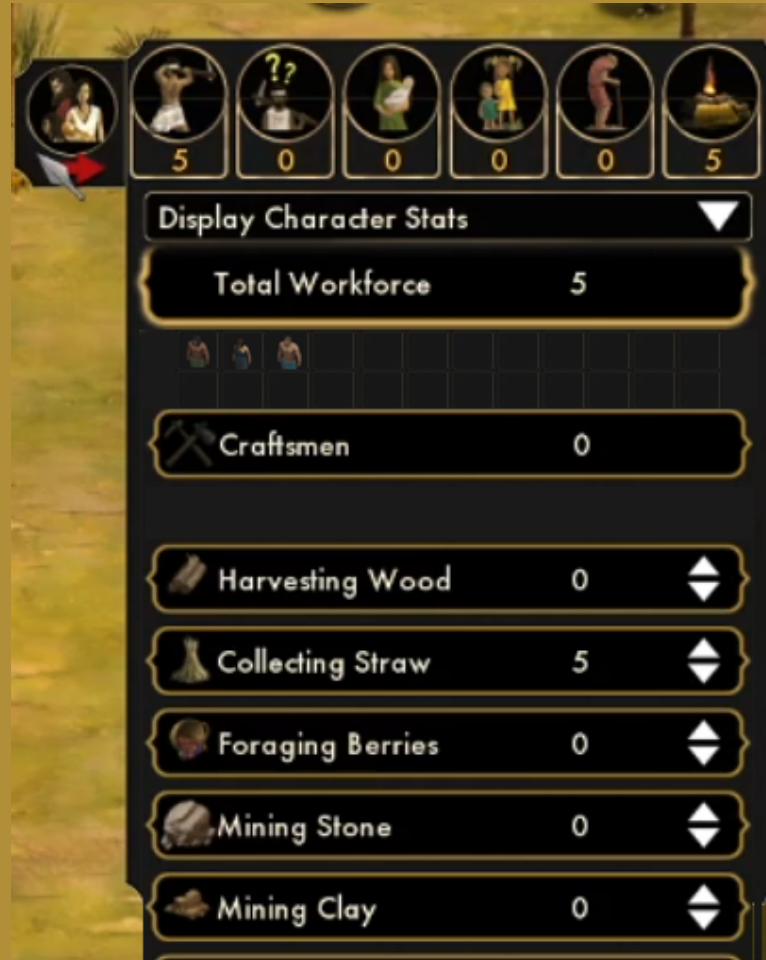 ??
5 0 0 0 0 5
Display Character Stats
Total Workforce 5
Craftsmen 0
Harvesting Wood 0
Collecting Straw 5
Foraging Berries 0
Mining Stone 0
Mining Clay 0